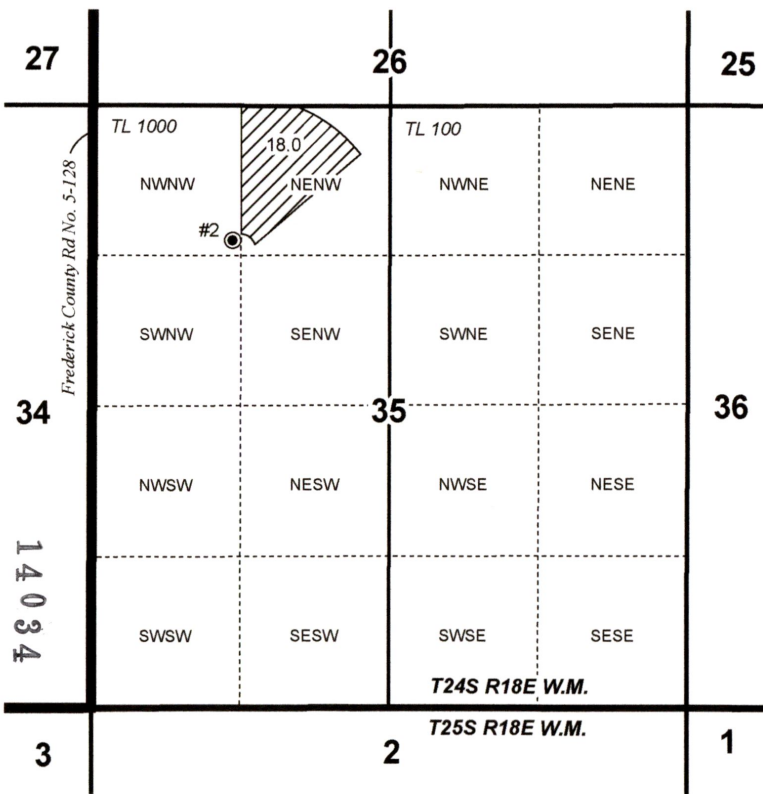 27 26 25
TL 1000 TL 100
18.0
NWNW NENW NWNE NENE
#2
Frederick County Rd No. 5-128
SWNW SENW SWNE SENE
34 35 36
NWSW NESW NWSE NESE
14034
SWSW SESW SWSE SESE
T24S R18E W.M.
T25S R18E W.M.
3 2 1